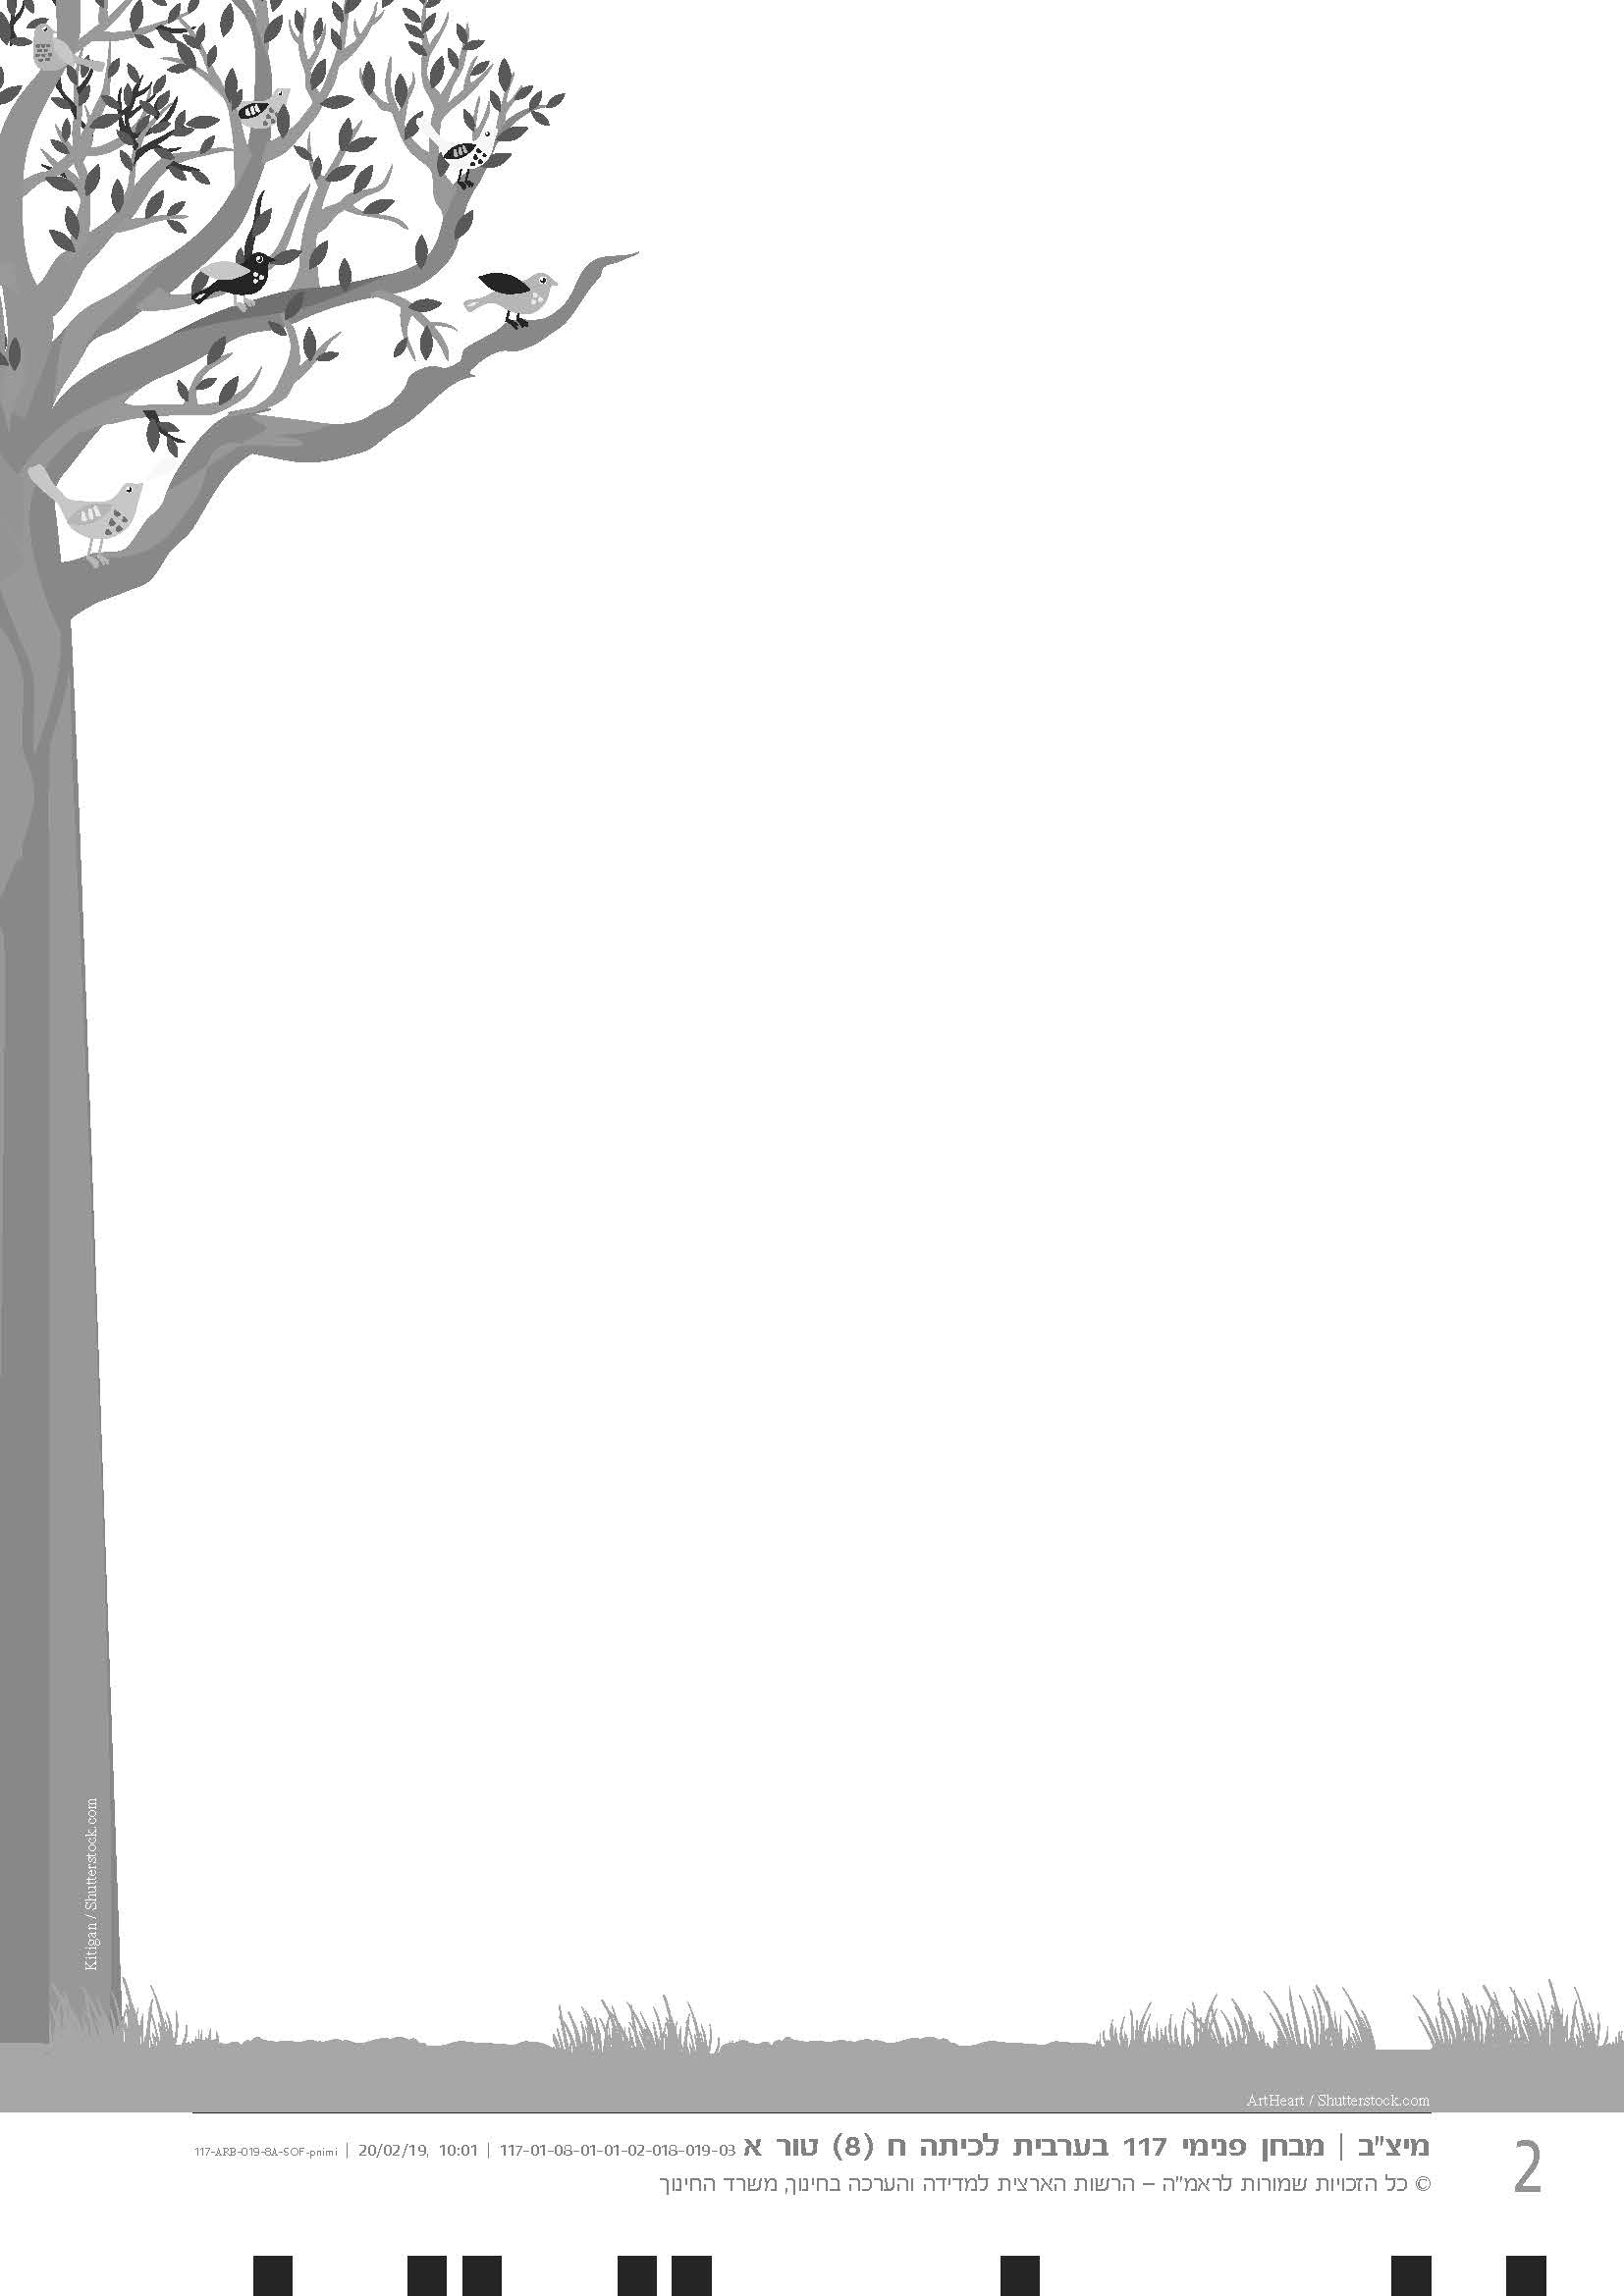 Kitigan / Shutterstock.com
ArtHeart / Shutterstock.com
מיצ"ב | מבחן פנימי 117 בערבית לכיתה ח (8) טור א 117-01-08-01-01-02-018-019-03 | 20/02/19, 10:01 | 117-ARB-019-8A-SOF-pnimi
© כל הזכויות שמורות לראמ"ה – הרשות הארצית למדידה והערכה בחינוך, משרד החינוך
2